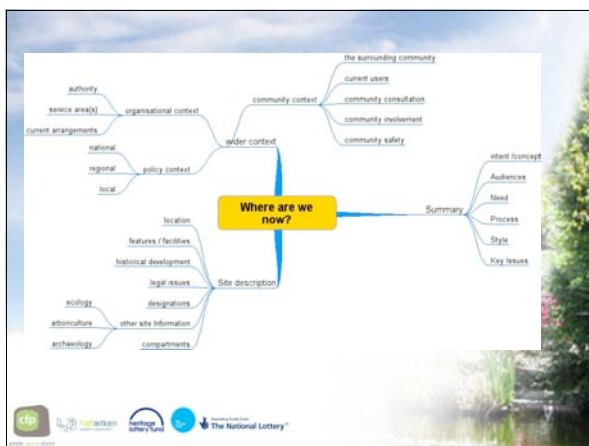 the surrounding community
current users
community consultation
community involvement
community safety
community context
authority
service area(s)
current arrangements
organisational context
national
regional
local
policy context
wider context
Where are we
now?
intent /concept
Audiences
Need
Process
Style
Key Issues
Summary
location
features / facilities
historical development
legal issues
designations
ecology
arboriculture
archaeology
other site information
compartments
Site description
cfp
heritage
lottery fund
The National Lottery™